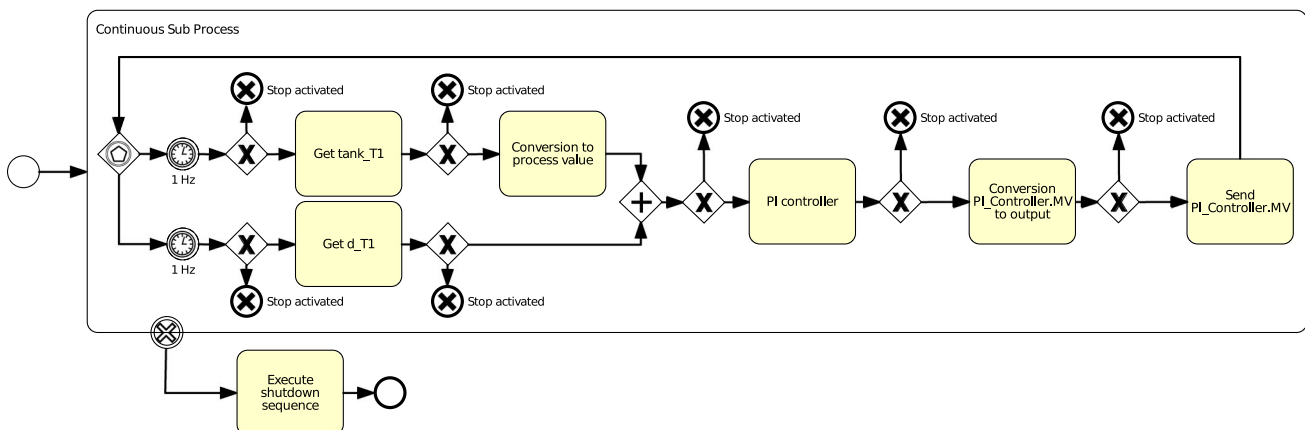 Continuous Sub Process
Stop activated
Stop activated
Stop activated
Stop activated
Stop activated
Get tank_T1
Conversion to
process value
1 Hz
PI controller
Conversion
PI_Controller.MV
to output
Send
PI_Controller.MV
Get d_T1
1 Hz
Stop activated
Stop activated
Execute
shutdown
sequence